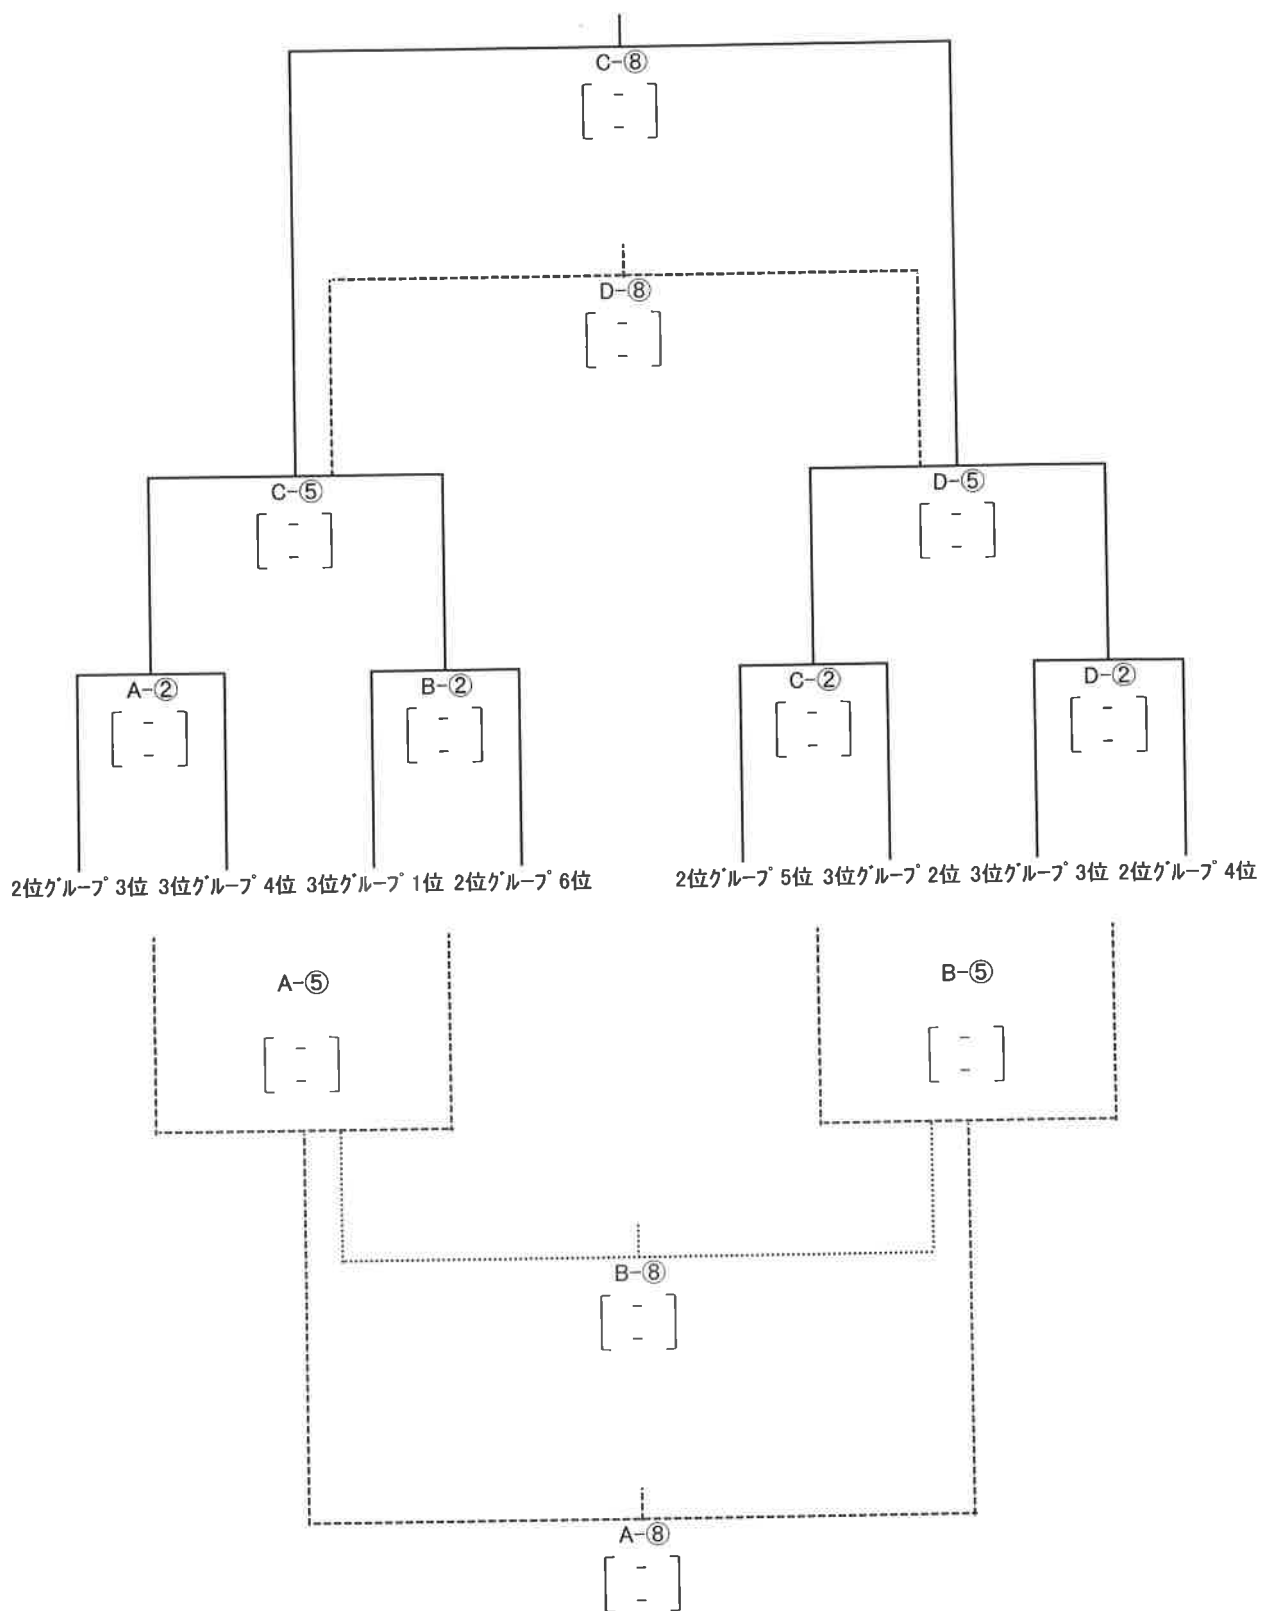 C-⑧
[ - - ]
D-⑧
[ - - ]
C-⑤
[ - - ]
D-⑤
[ - - ]
A-②
[ - - ]
B-②
[ - - ]
C-②
[ - - ]
D-②
[ - - ]
2位グループ 3位 3位グループ 4位 3位グループ 1位 2位グループ 6位
2位グループ 5位 3位グループ 2位 3位グループ 3位 2位グループ 4位
A-⑤
[ - - ]
B-⑤
[ - - ]
B-⑧
[ - - ]
A-⑧
[ - - ]